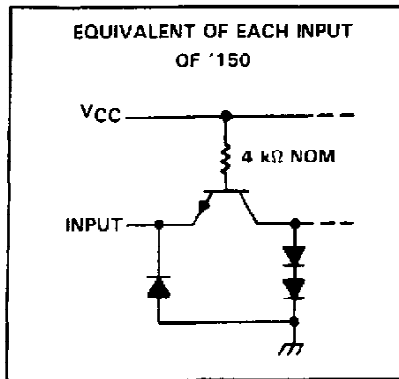 EQUIVALENT OF EACH INPUT
OF '150
VCC
4 kΩ NOM
INPUT